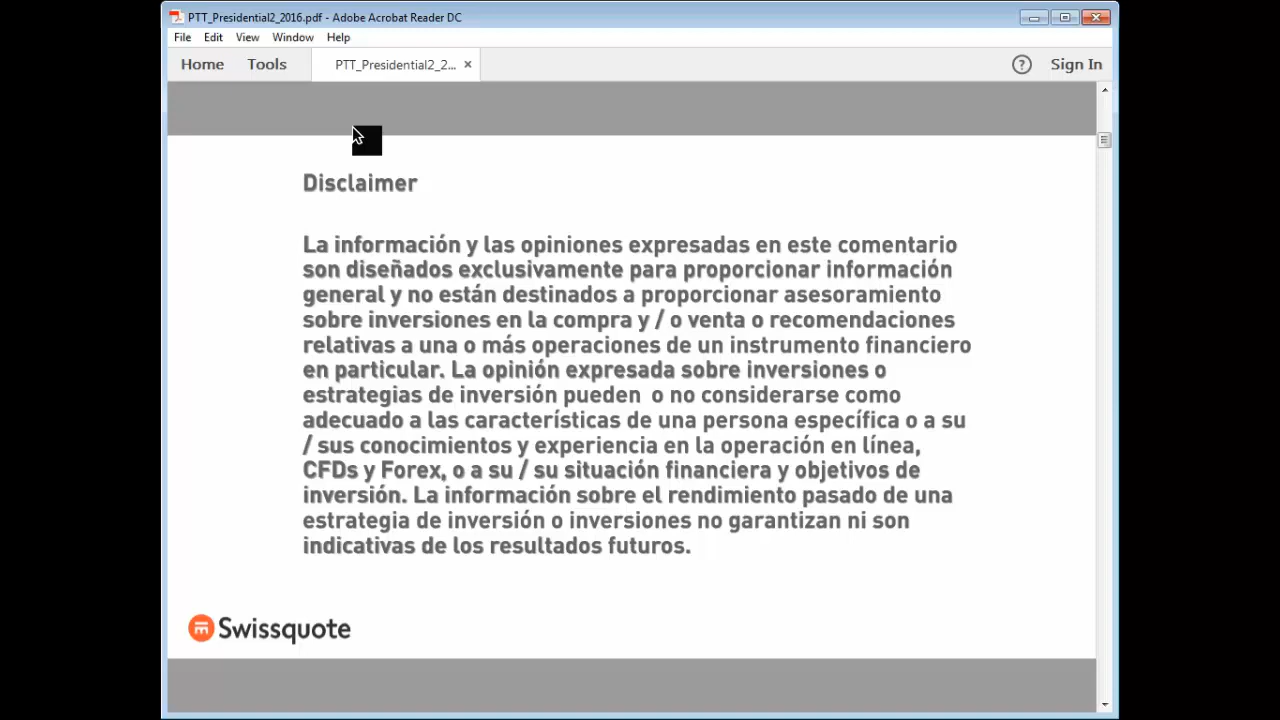 PTT_Presidential2_2016.pdf - Adobe Acrobat Reader DC
File Edit View Window Help
Home Tools PTT_Presidential2_2... × ? Sign In
Disclaimer
La información y las opiniones expresadas en este comentario
son diseñados exclusivamente para proporcionar información
general y no están destinados a proporcionar asesoramiento
sobre inversiones en la compra y / o venta o recomendaciones
relativas a una o más operaciones de un instrumento financiero
en particular. La opinión expresada sobre inversiones o
estrategias de inversión pueden o no considerarse como
adecuado a las características de una persona específica o a su
/ sus conocimientos y experiencia en la operación en línea,
CFDs y Forex, o a su / su situación financiera y objetivos de
inversión. La información sobre el rendimiento pasado de una
estrategia de inversión o inversiones no garantizan ni son
indicativas de los resultados futuros.
Swissquote